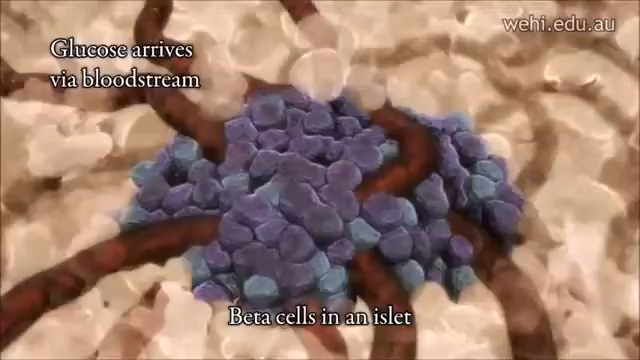 wehi.edu.au
Glucose arrives
via bloodstream
Beta cells in an islet